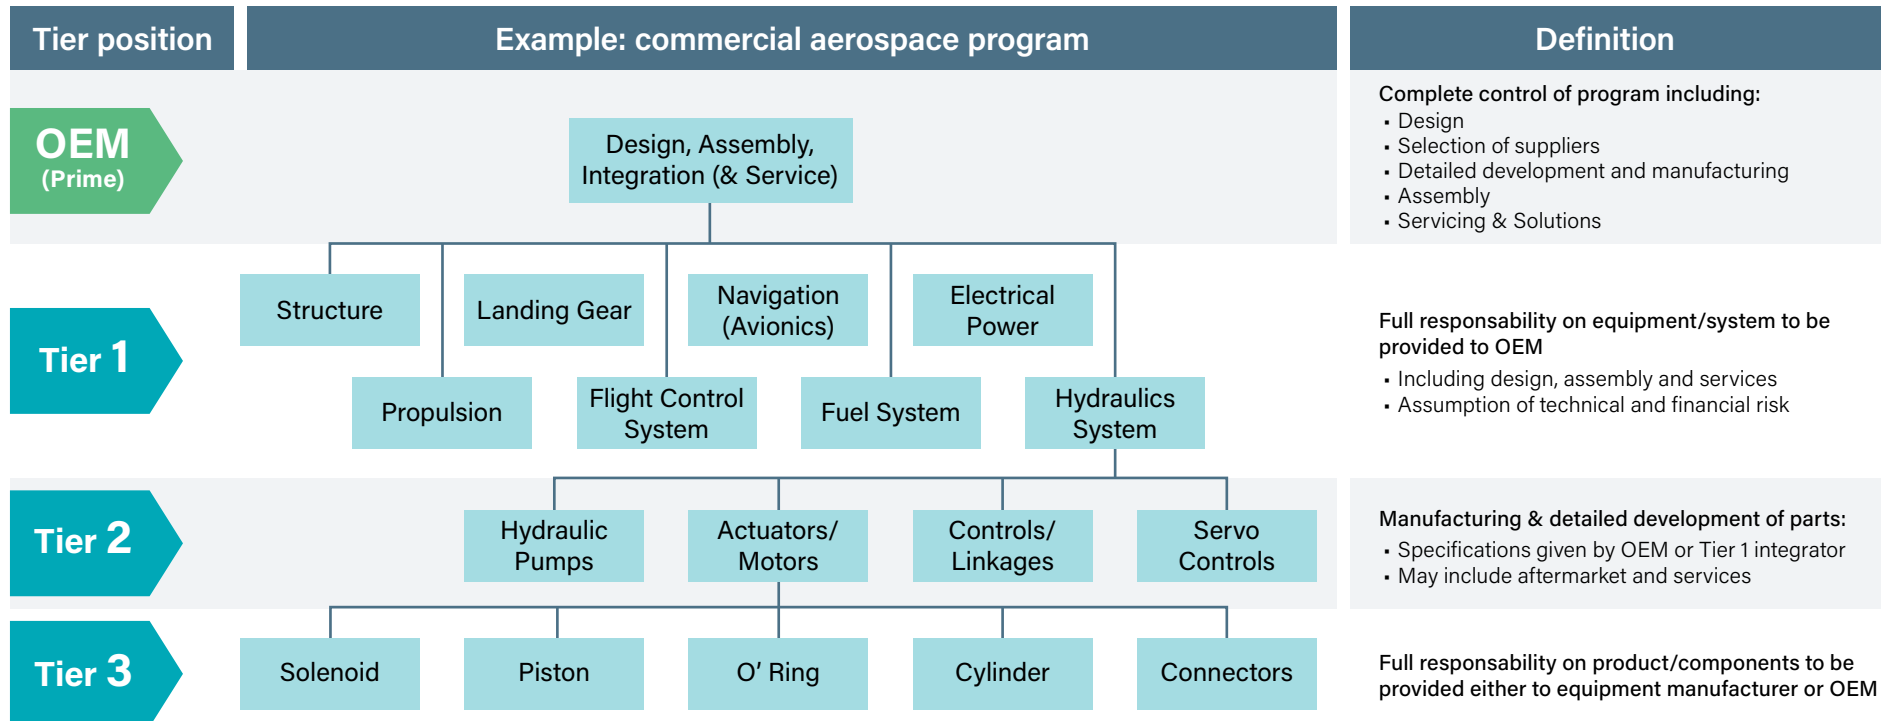 Tier position
Example: commercial aerospace program
Definition
OEM
(Prime)
Design, Assembly,
Integration (& Service)
Complete control of program including:
▪ Design
▪ Selection of suppliers
▪ Detailed development and manufacturing
▪ Assembly
▪ Servicing & Solutions
Tier 1
Structure
Landing Gear
Navigation
(Avionics)
Electrical
Power
Propulsion
Flight Control
System
Fuel System
Hydraulics
System
Full responsability on equipment/system to be
provided to OEM
▪ Including design, assembly and services
▪ Assumption of technical and financial risk
Tier 2
Hydraulic
Pumps
Actuators/
Motors
Controls/
Linkages
Servo
Controls
Manufacturing & detailed development of parts:
▪ Specifications given by OEM or Tier 1 integrator
▪ May include aftermarket and services
Tier 3
Solenoid
Piston
O' Ring
Cylinder
Connectors
Full responsability on product/components to be
provided either to equipment manufacturer or OEM